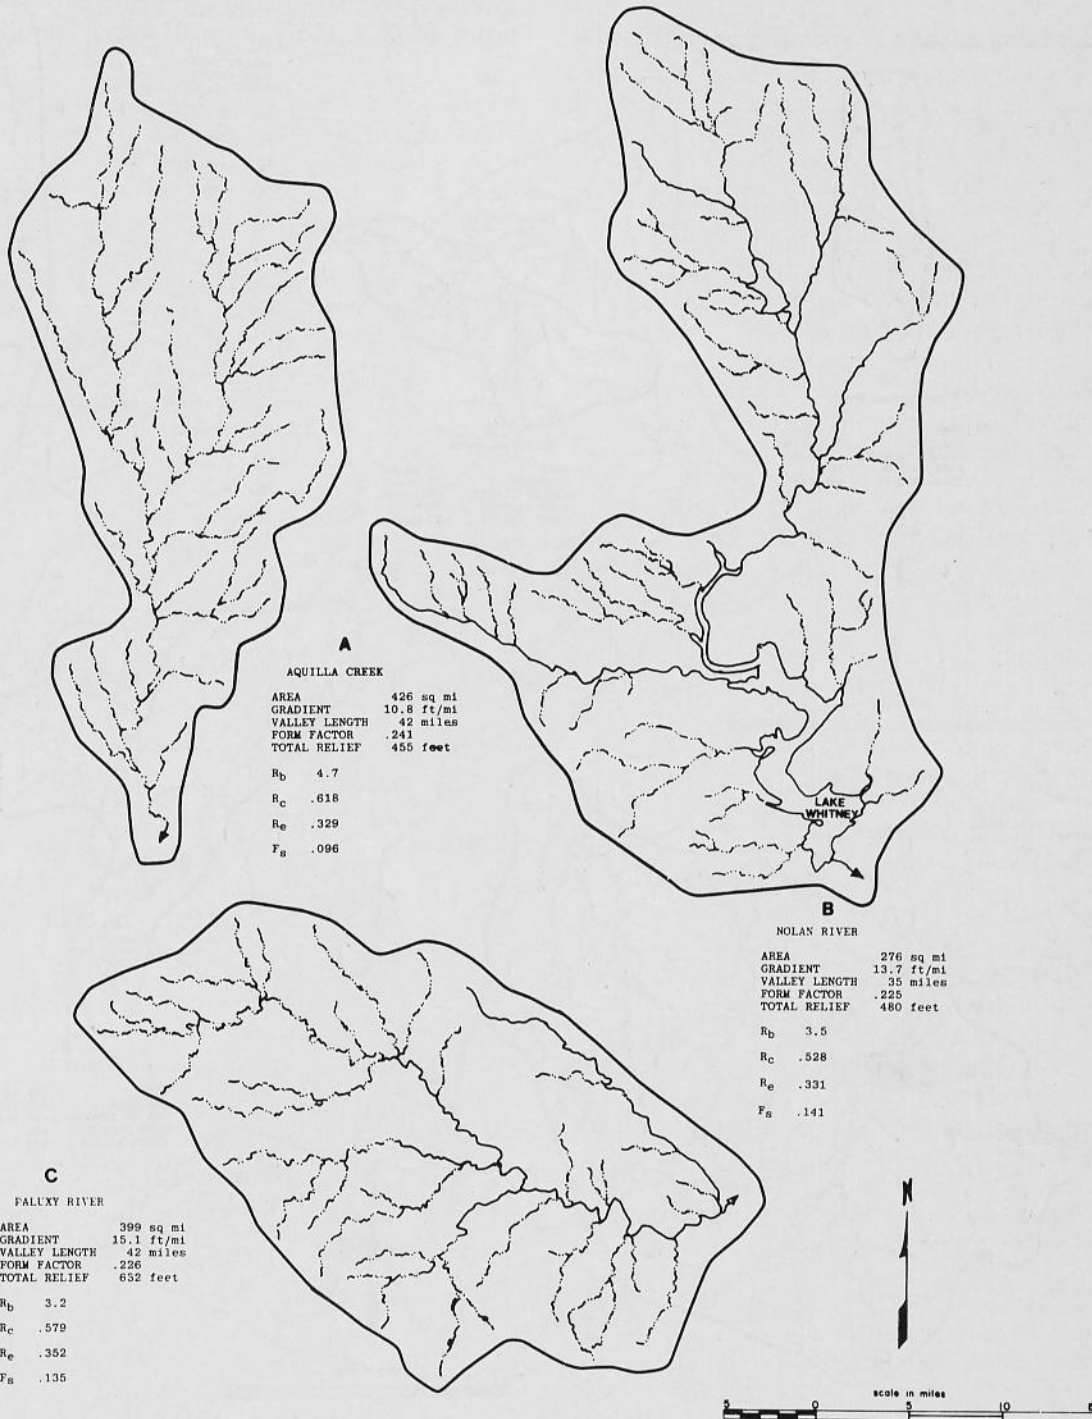 A
AQUILLA CREEK
AREA 426 sq mi
GRADIENT 10.8 ft/mi
VALLEY LENGTH 42 miles
FORM FACTOR .241
TOTAL RELIEF 455 feet
Rb 4.7
Rc .618
Re .329
Fs .096
LAKE
WHITNEY
B
NOLAN RIVER
AREA 276 sq mi
GRADIENT 13.7 ft/mi
VALLEY LENGTH 35 miles
FORM FACTOR .225
TOTAL RELIEF 480 feet
Rb 3.5
Rc .528
Re .331
Fs .141
C
PALUXY RIVER
AREA 399 sq mi
GRADIENT 15.1 ft/mi
VALLEY LENGTH 42 miles
FORM FACTOR .226
TOTAL RELIEF 632 feet
Rb 3.2
Rc .579
Re .352
Fs .135
N
scale in miles
5 0 5 10